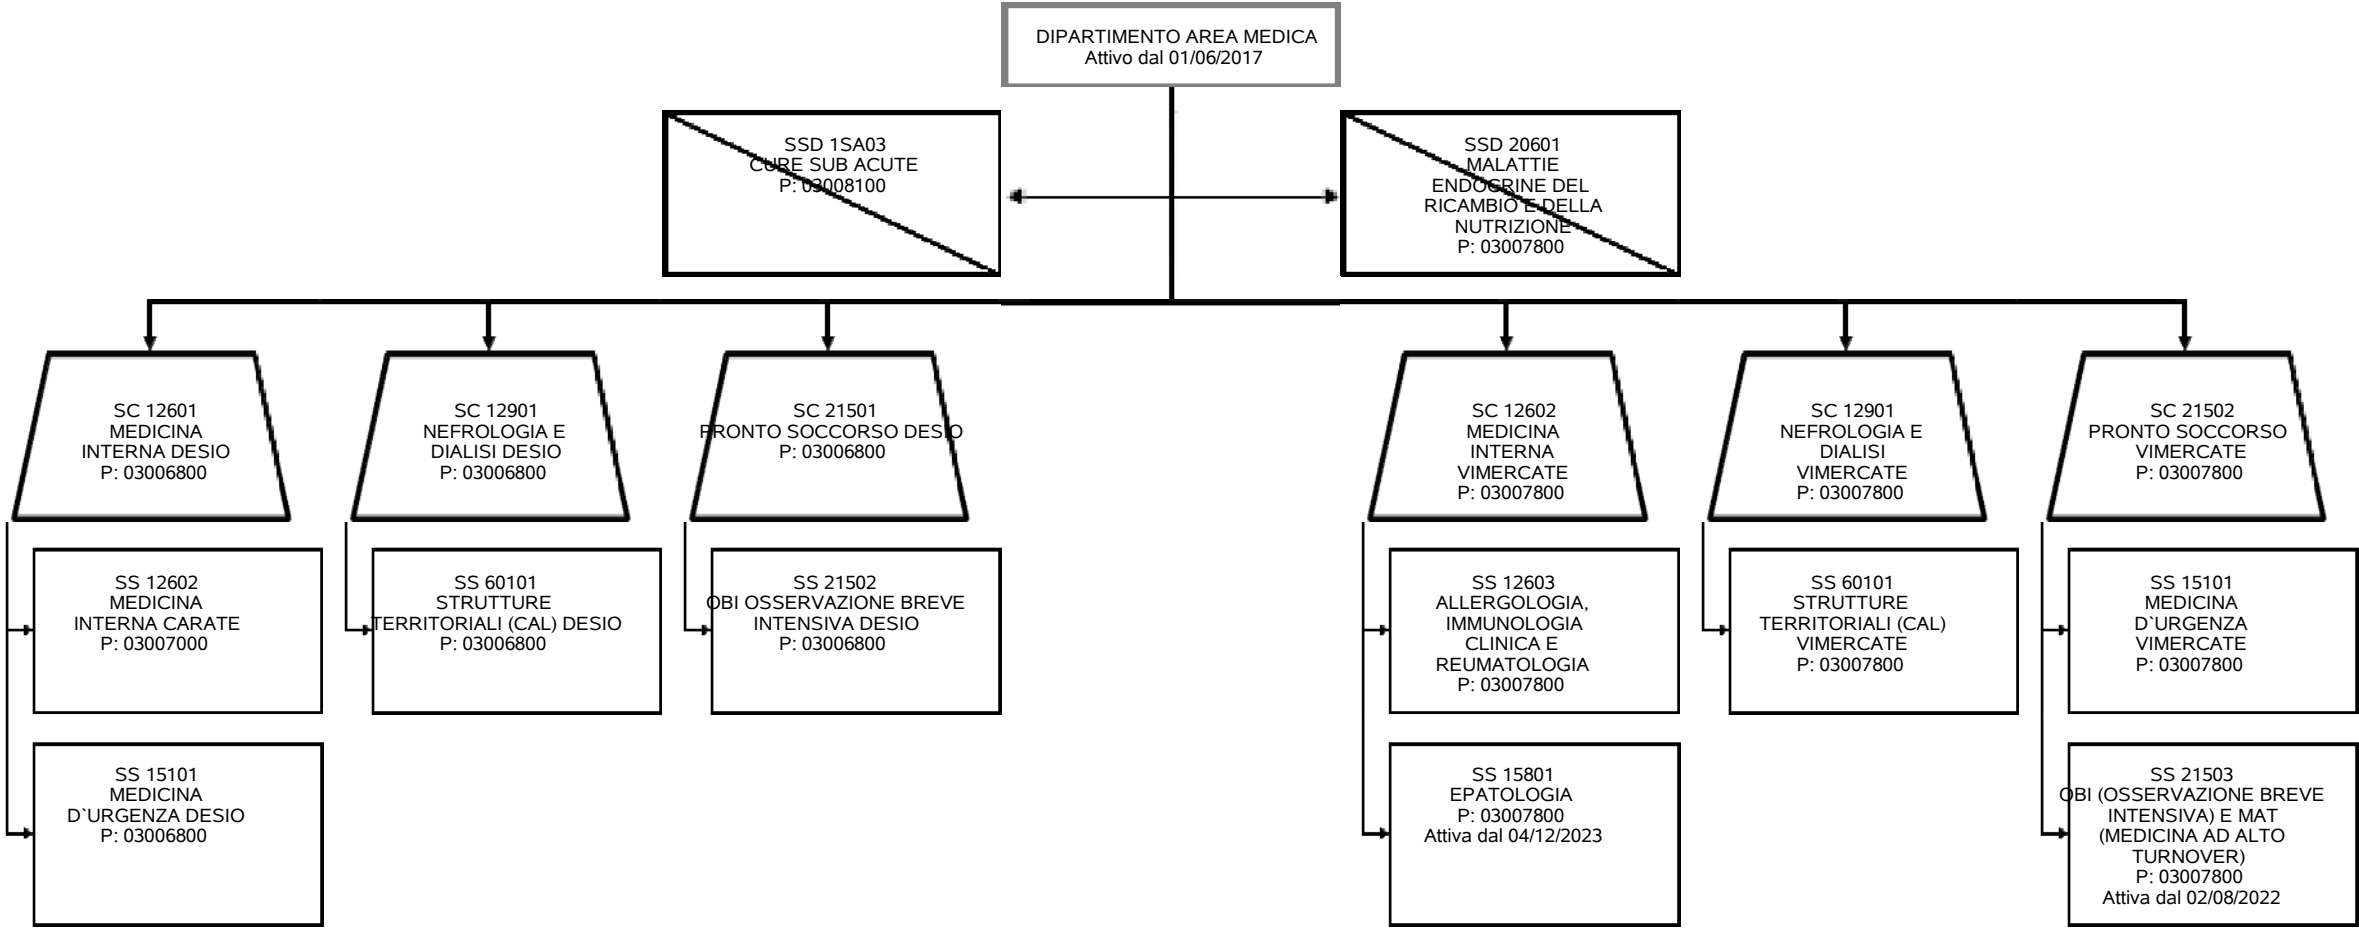 DIPARTIMENTO AREA MEDICA
Attivo dal 01/06/2017
SSD 1SA03
CURE SUB ACUTE
P: 03008100
SSD 20601
MALATTIE
ENDOCRINE DEL
RICAMBIO E DELLA
NUTRIZIONE
P: 03007800
SC 12601
MEDICINA
INTERNA DESIO
P: 03006800
SC 12901
NEFROLOGIA E
DIALISI DESIO
P: 03006800
SC 21501
PRONTO SOCCORSO DESIO
P: 03006800
SC 12602
MEDICINA
INTERNA
VIMERCATE
P: 03007800
SC 12901
NEFROLOGIA E
DIALISI
VIMERCATE
P: 03007800
SC 21502
PRONTO SOCCORSO
VIMERCATE
P: 03007800
SS 12602
MEDICINA
INTERNA CARATE
P: 03007000
SS 60101
STRUTTURE
TERRITORIALI (CAL) DESIO
P: 03006800
SS 21502
OBI OSSERVAZIONE BREVE
INTENSIVA DESIO
P: 03006800
SS 12603
ALLERGOLOGIA,
IMMUNOLOGIA
CLINICA E
REUMATOLOGIA
P: 03007800
SS 60101
STRUTTURE
TERRITORIALI (CAL)
VIMERCATE
P: 03007800
SS 15101
MEDICINA
D`URGENZA
VIMERCATE
P: 03007800
SS 15101
MEDICINA
D`URGENZA DESIO
P: 03006800
SS 15801
EPATOLOGIA
P: 03007800
Attiva dal 04/12/2023
SS 21503
OBI (OSSERVAZIONE BREVE
INTENSIVA) E MAT
(MEDICINA AD ALTO
TURNOVER)
P: 03007800
Attiva dal 02/08/2022